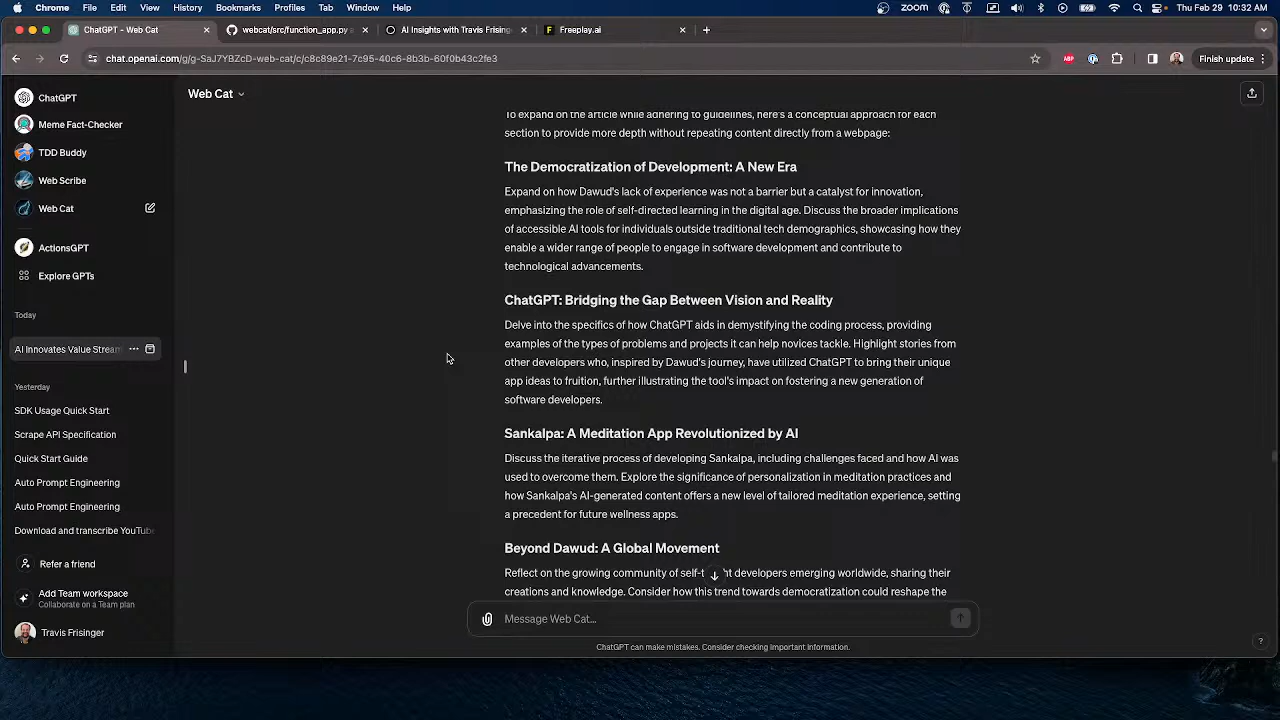 Chrome File Edit View History Bookmarks Profiles Tab Window Help zoom Thu Feb 29 10:32 AM
ChatGPT - Web Cat webcat/src/function_app.py AI Insights with Travis Frising Freeplay.ai
chat.openai.com/g/g-SaJ7YBZcD-web-cat/c/c8c89e21-7c95-40c6-8b3b-60f0b43c2fe3 ABP Finish update
ChatGPT
Meme Fact-Checker
TDD Buddy
Web Scribe
Web Cat
ActionsGPT
Explore GPTs
Today
AI Innovates Value Stream
Yesterday
SDK Usage Quick Start
Scrape API Specification
Quick Start Guide
Auto Prompt Engineering
Auto Prompt Engineering
Download and transcribe YouTube
Refer a friend
Add Team workspace
Collaborate on a Team plan
Travis Frisinger
Web Cat
To expand on the article while adhering to guidelines, here's a conceptual approach for each
section to provide more depth without repeating content directly from a webpage:
The Democratization of Development: A New Era
Expand on how Dawud's lack of experience was not a barrier but a catalyst for innovation,
emphasizing the role of self-directed learning in the digital age. Discuss the broader implications
of accessible AI tools for individuals outside traditional tech demographics, showcasing how they
enable a wider range of people to engage in software development and contribute to
technological advancements.
ChatGPT: Bridging the Gap Between Vision and Reality
Delve into the specifics of how ChatGPT aids in demystifying the coding process, providing
examples of the types of problems and projects it can help novices tackle. Highlight stories from
other developers who, inspired by Dawud's journey, have utilized ChatGPT to bring their unique
app ideas to fruition, further illustrating the tool's impact on fostering a new generation of
software developers.
Sankalpa: A Meditation App Revolutionized by AI
Discuss the iterative process of developing Sankalpa, including challenges faced and how AI was
used to overcome them. Explore the significance of personalization in meditation practices and
how Sankalpa's AI-generated content offers a new level of tailored meditation experience, setting
a precedent for future wellness apps.
Beyond Dawud: A Global Movement
Reflect on the growing community of self-t ht developers emerging worldwide, sharing their
creations and knowledge. Consider how this trend towards democratization could reshape the
Message Web Cat...
ChatGPT can make mistakes. Consider checking important information.
?